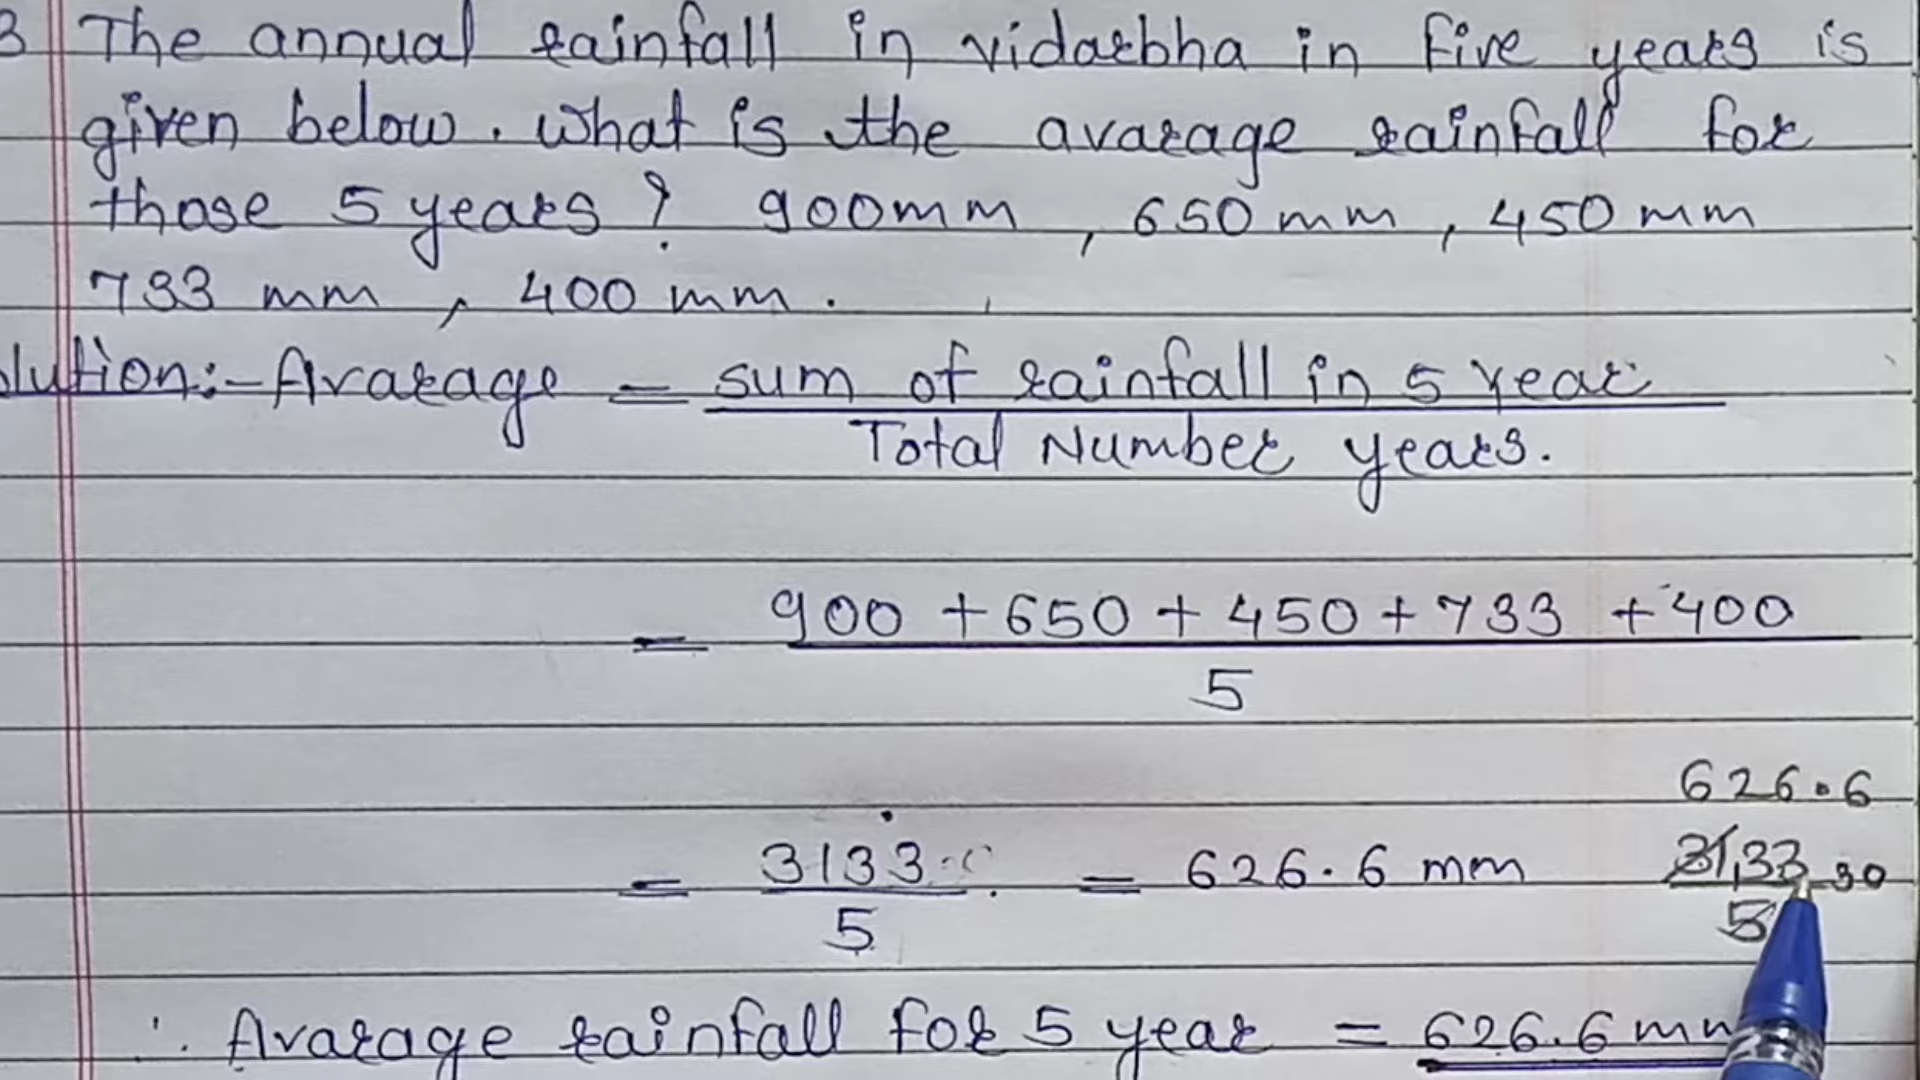 3 The annual rainfall in vidarbha in five years is
given below. what is the avarage rainfall for
those 5 years ? 900mm , 650 mm , 450 mm
733 mm , 400 mm .
lution:- Avarage = sum of rainfall in 5 year
Total Number years.
= 900 + 650 + 450 + 733 + 400
5
626.6
= 3133 = 626.6 mm 3133.30
5 5
∴ Avarage rainfall for 5 year = 626.6 mm